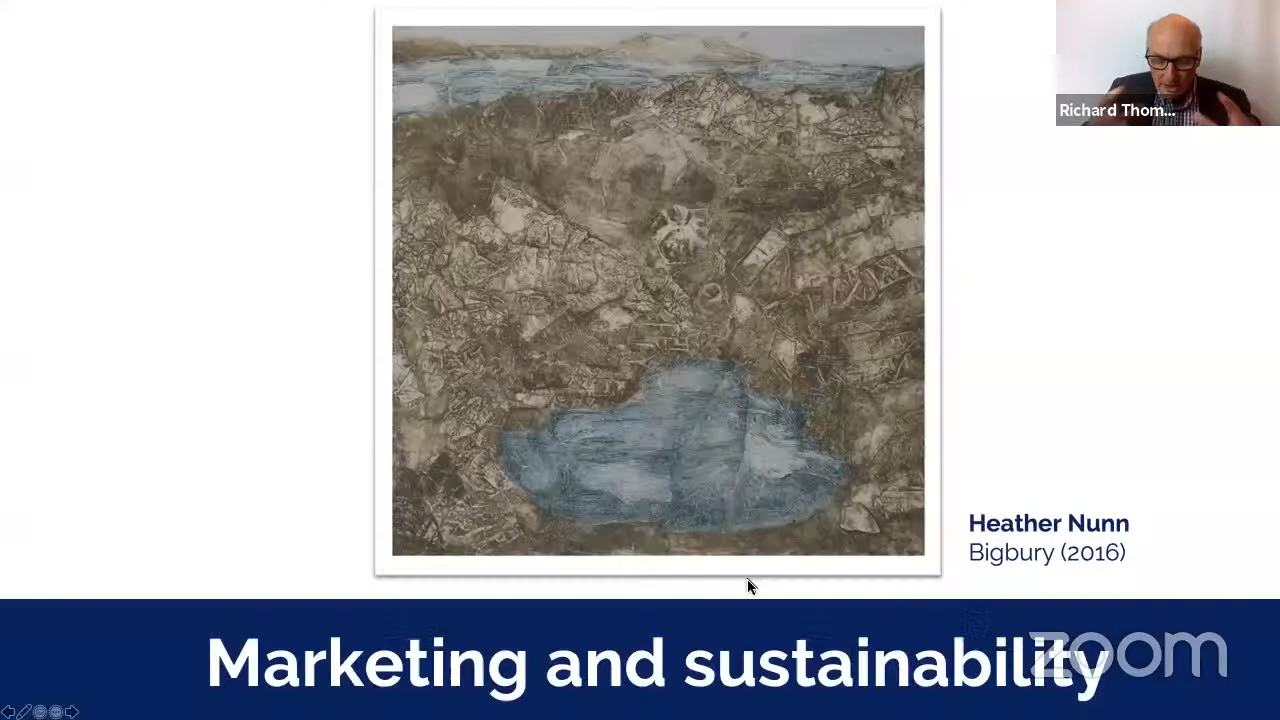 Richard Thom...
Heather Nunn
Bigbury (2016)
Marketing and sustainability
zoom